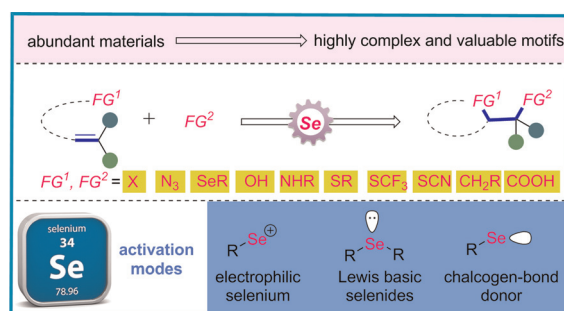 abundant materials highly complex and valuable motifs
FG¹ FG¹ FG²
+ FG² Se
FG¹, FG² = X N₃ SeR OH NHR SR SCF₃ SCN CH₂R COOH
selenium
34
Se
78.96
activation
modes
R Se ⊕
electrophilic
selenium
R Se R
Lewis basic
selenides
R Se
chalcogen-bond
donor